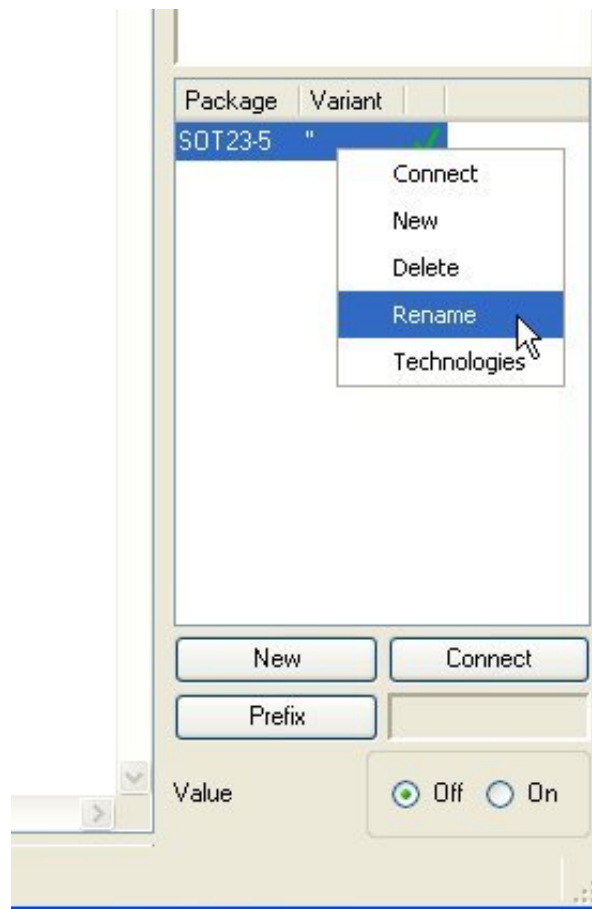 Package Variant
SOT23-5 "
Connect
New
Delete
Rename
Technologies
New Connect
Prefix
Value Off On